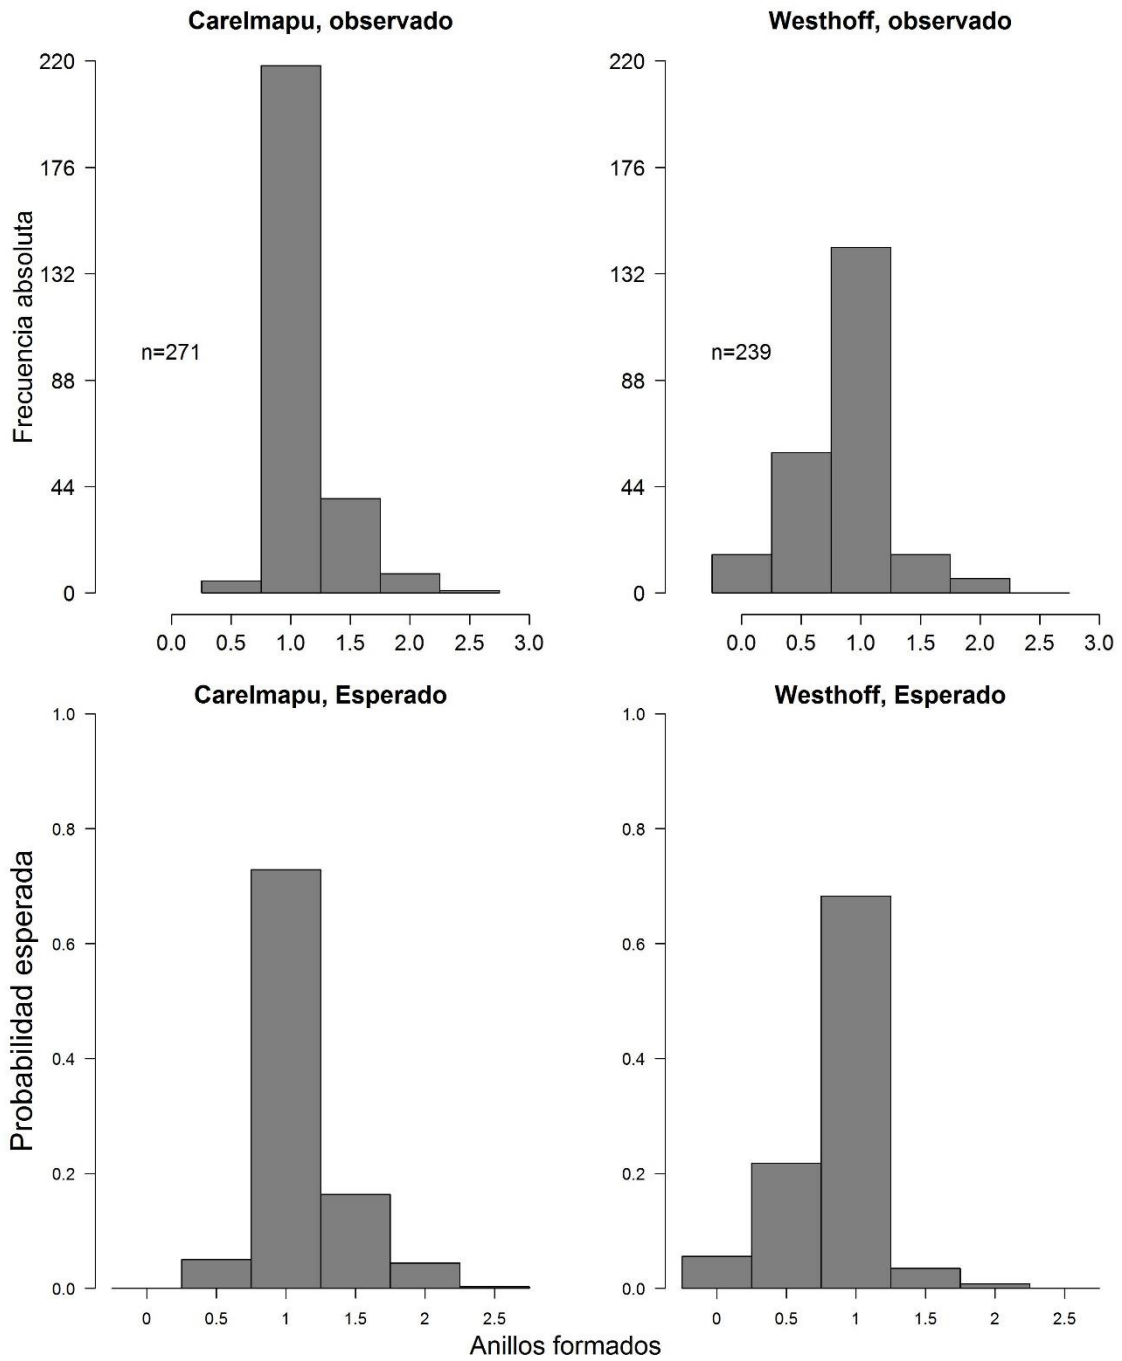 Carelmapu, observado
Westhoff, observado
Frecuencia absoluta
220
176
132
88
44
0
n=271
0.0 0.5 1.0 1.5 2.0 2.5 3.0
220
176
132
88
44
0
n=239
0.0 0.5 1.0 1.5 2.0 2.5 3.0
Carelmapu, Esperado
Westhoff, Esperado
Probabilidad esperada
1.0
0.8
0.6
0.4
0.2
0.0
0 0.5 1 1.5 2 2.5
1.0
0.8
0.6
0.4
0.2
0.0
0 0.5 1 1.5 2 2.5
Anillos formados